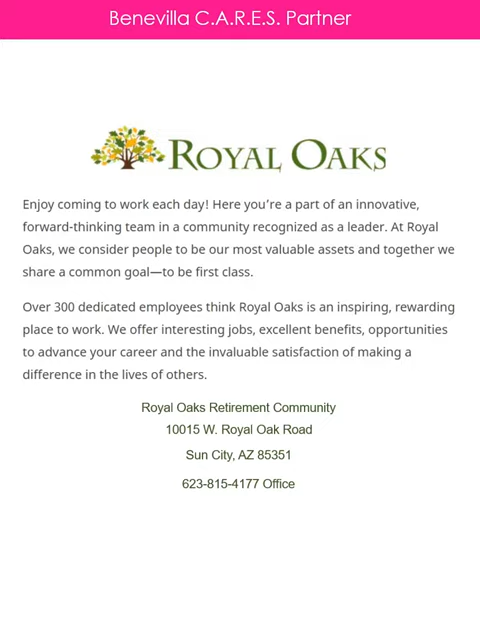 Benevilla C.A.R.E.S. Partner
ROYAL OAKS
Enjoy coming to work each day! Here you're a part of an innovative,
forward-thinking team in a community recognized as a leader. At Royal
Oaks, we consider people to be our most valuable assets and together we
share a common goal—to be first class.
Over 300 dedicated employees think Royal Oaks is an inspiring, rewarding
place to work. We offer interesting jobs, excellent benefits, opportunities
to advance your career and the invaluable satisfaction of making a
difference in the lives of others.
Royal Oaks Retirement Community
10015 W. Royal Oak Road
Sun City, AZ 85351
623-815-4177 Office